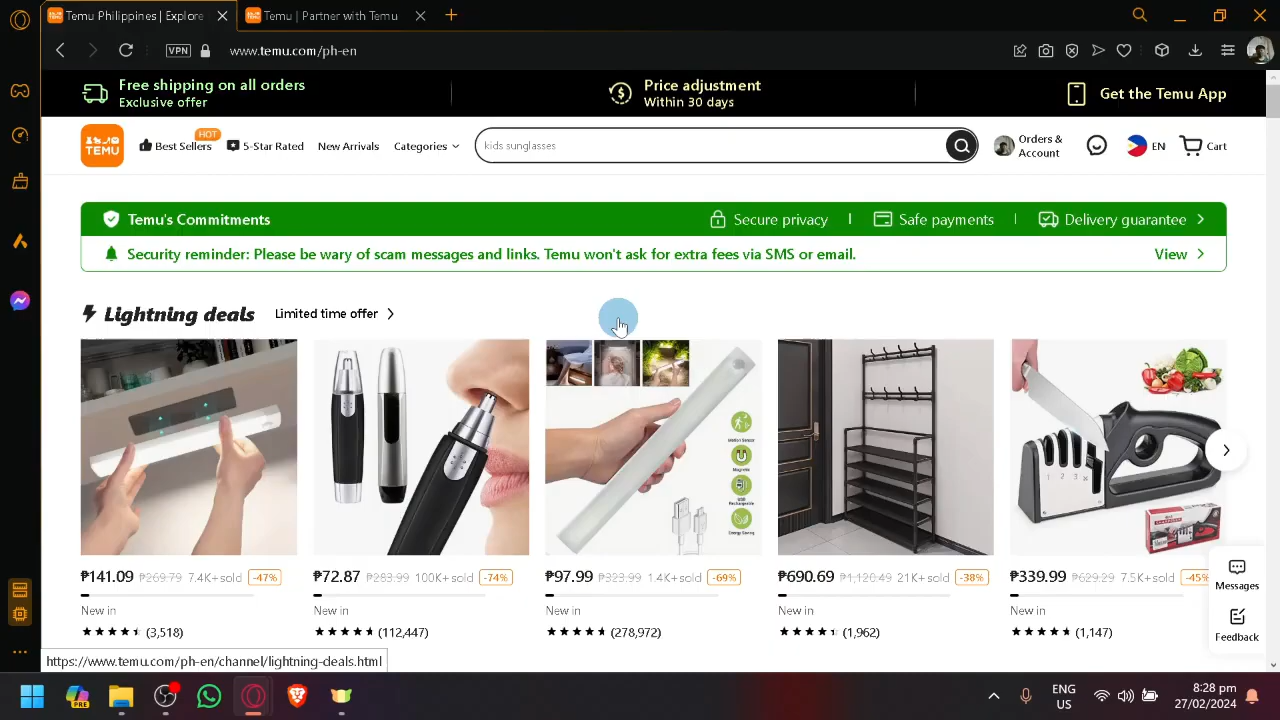 Temu Philippines | Explore
Temu | Partner with Temu
VPN
www.temu.com/ph-en
Free shipping on all orders
Exclusive offer
Price adjustment
Within 30 days
Get the Temu App
TEMU
Best Sellers
HOT
5-Star Rated
New Arrivals
Categories
kids sunglasses
Orders &
Account
EN
Cart
Temu's Commitments
Secure privacy
Safe payments
Delivery guarantee
Security reminder: Please be wary of scam messages and links. Temu won't ask for extra fees via SMS or email.
View
Lightning deals
Limited time offer
Motion Sensor
Magnetic
USB
Rechargeable
Energy Saving
₱141.09 ₱269.79 7.4K+ sold -47%
New in
(3,518)
₱72.87 ₱283.99 100K+ sold -74%
New in
(112,447)
₱97.99 ₱323.99 1.4K+ sold -69%
New in
(278,972)
₱690.69 ₱1,120.49 21K+ sold -38%
New in
(1,962)
₱339.99 ₱629.29 7.5K+ sold -45%
New in
(1,147)
Messages
Feedback
https://www.temu.com/ph-en/channel/lightning-deals.html
PRE
ENG
US
8:28 pm
27/02/2024